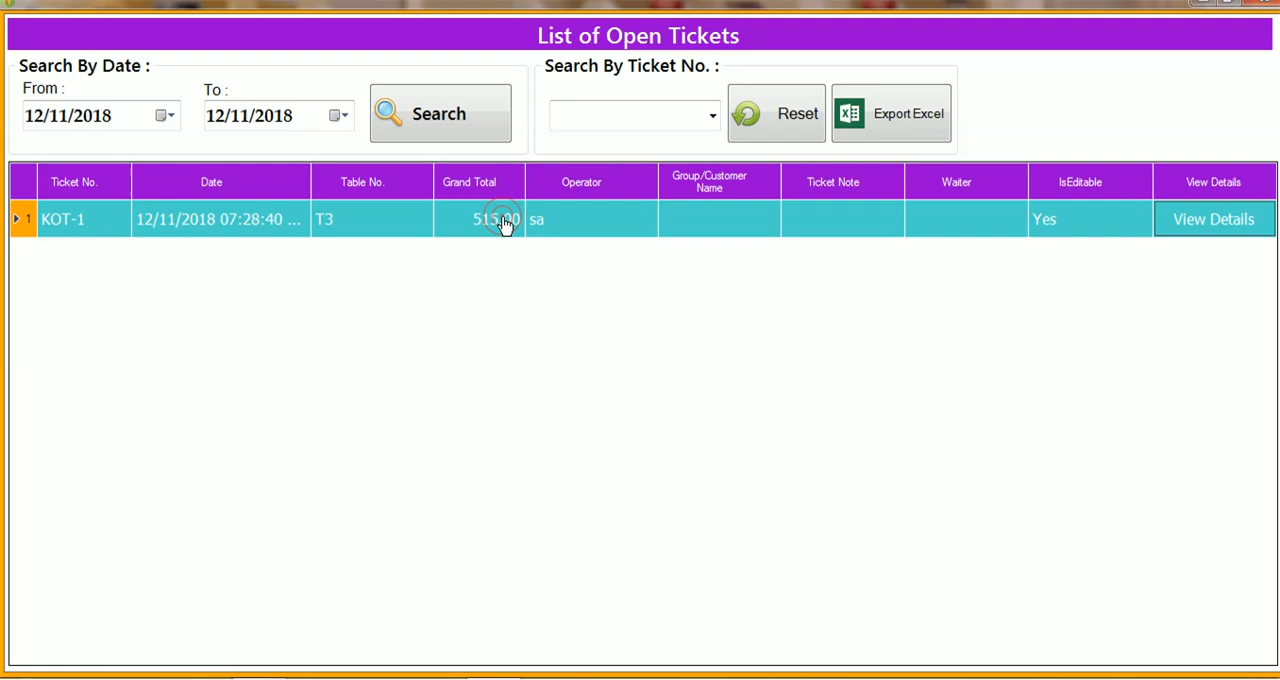 List of Open Tickets
Search By Date :
Search By Ticket No. :
From :
To :
12/11/2018
12/11/2018
Search
Reset
Export Excel
Ticket No.
Date
Table No.
Grand Total
Operator
Group/Customer
Name
Ticket Note
Waiter
IsEditable
View Details
1
KOT-1
12/11/2018 07:28:40 ...
T3
515.00
sa
Yes
View Details